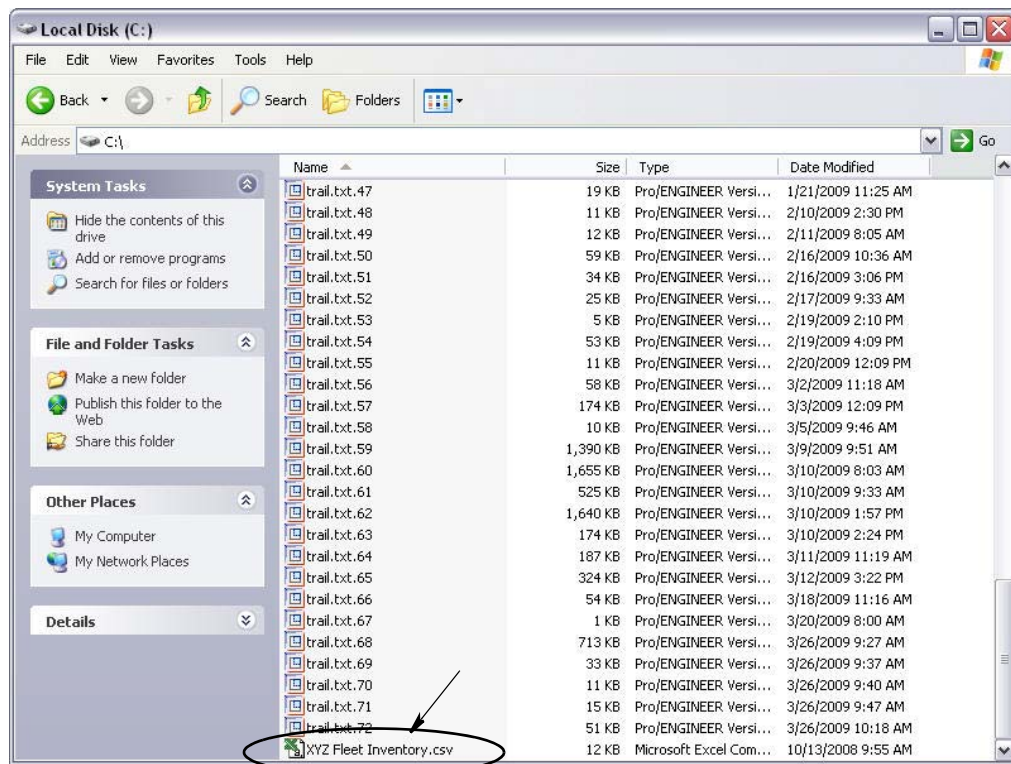 Local Disk (C:)
File Edit View Favorites Tools Help
Back Search Folders
Address C:\ Go
System Tasks
Hide the contents of this
drive
Add or remove programs
Search for files or folders
File and Folder Tasks
Make a new folder
Publish this folder to the
Web
Share this folder
Other Places
My Computer
My Network Places
Details
Name Size Type Date Modified
trail.txt.47 19 KB Pro/ENGINEER Versi... 1/21/2009 11:25 AM
trail.txt.48 11 KB Pro/ENGINEER Versi... 2/10/2009 2:30 PM
trail.txt.49 12 KB Pro/ENGINEER Versi... 2/11/2009 8:05 AM
trail.txt.50 59 KB Pro/ENGINEER Versi... 2/16/2009 10:36 AM
trail.txt.51 34 KB Pro/ENGINEER Versi... 2/16/2009 3:06 PM
trail.txt.52 25 KB Pro/ENGINEER Versi... 2/17/2009 9:33 AM
trail.txt.53 5 KB Pro/ENGINEER Versi... 2/19/2009 2:10 PM
trail.txt.54 53 KB Pro/ENGINEER Versi... 2/19/2009 4:09 PM
trail.txt.55 11 KB Pro/ENGINEER Versi... 2/20/2009 12:09 PM
trail.txt.56 58 KB Pro/ENGINEER Versi... 3/2/2009 11:18 AM
trail.txt.57 174 KB Pro/ENGINEER Versi... 3/3/2009 12:09 PM
trail.txt.58 10 KB Pro/ENGINEER Versi... 3/5/2009 9:46 AM
trail.txt.59 1,390 KB Pro/ENGINEER Versi... 3/9/2009 9:51 AM
trail.txt.60 1,655 KB Pro/ENGINEER Versi... 3/10/2009 8:03 AM
trail.txt.61 525 KB Pro/ENGINEER Versi... 3/10/2009 9:33 AM
trail.txt.62 1,640 KB Pro/ENGINEER Versi... 3/10/2009 1:57 PM
trail.txt.63 174 KB Pro/ENGINEER Versi... 3/10/2009 2:24 PM
trail.txt.64 187 KB Pro/ENGINEER Versi... 3/11/2009 11:19 AM
trail.txt.65 324 KB Pro/ENGINEER Versi... 3/12/2009 3:22 PM
trail.txt.66 54 KB Pro/ENGINEER Versi... 3/18/2009 11:16 AM
trail.txt.67 1 KB Pro/ENGINEER Versi... 3/20/2009 8:00 AM
trail.txt.68 713 KB Pro/ENGINEER Versi... 3/26/2009 9:27 AM
trail.txt.69 33 KB Pro/ENGINEER Versi... 3/26/2009 9:37 AM
trail.txt.70 11 KB Pro/ENGINEER Versi... 3/26/2009 9:40 AM
trail.txt.71 15 KB Pro/ENGINEER Versi... 3/26/2009 9:47 AM
trail.txt.72 51 KB Pro/ENGINEER Versi... 3/26/2009 10:18 AM
XYZ Fleet Inventory.csv 12 KB Microsoft Excel Com... 10/13/2008 9:55 AM